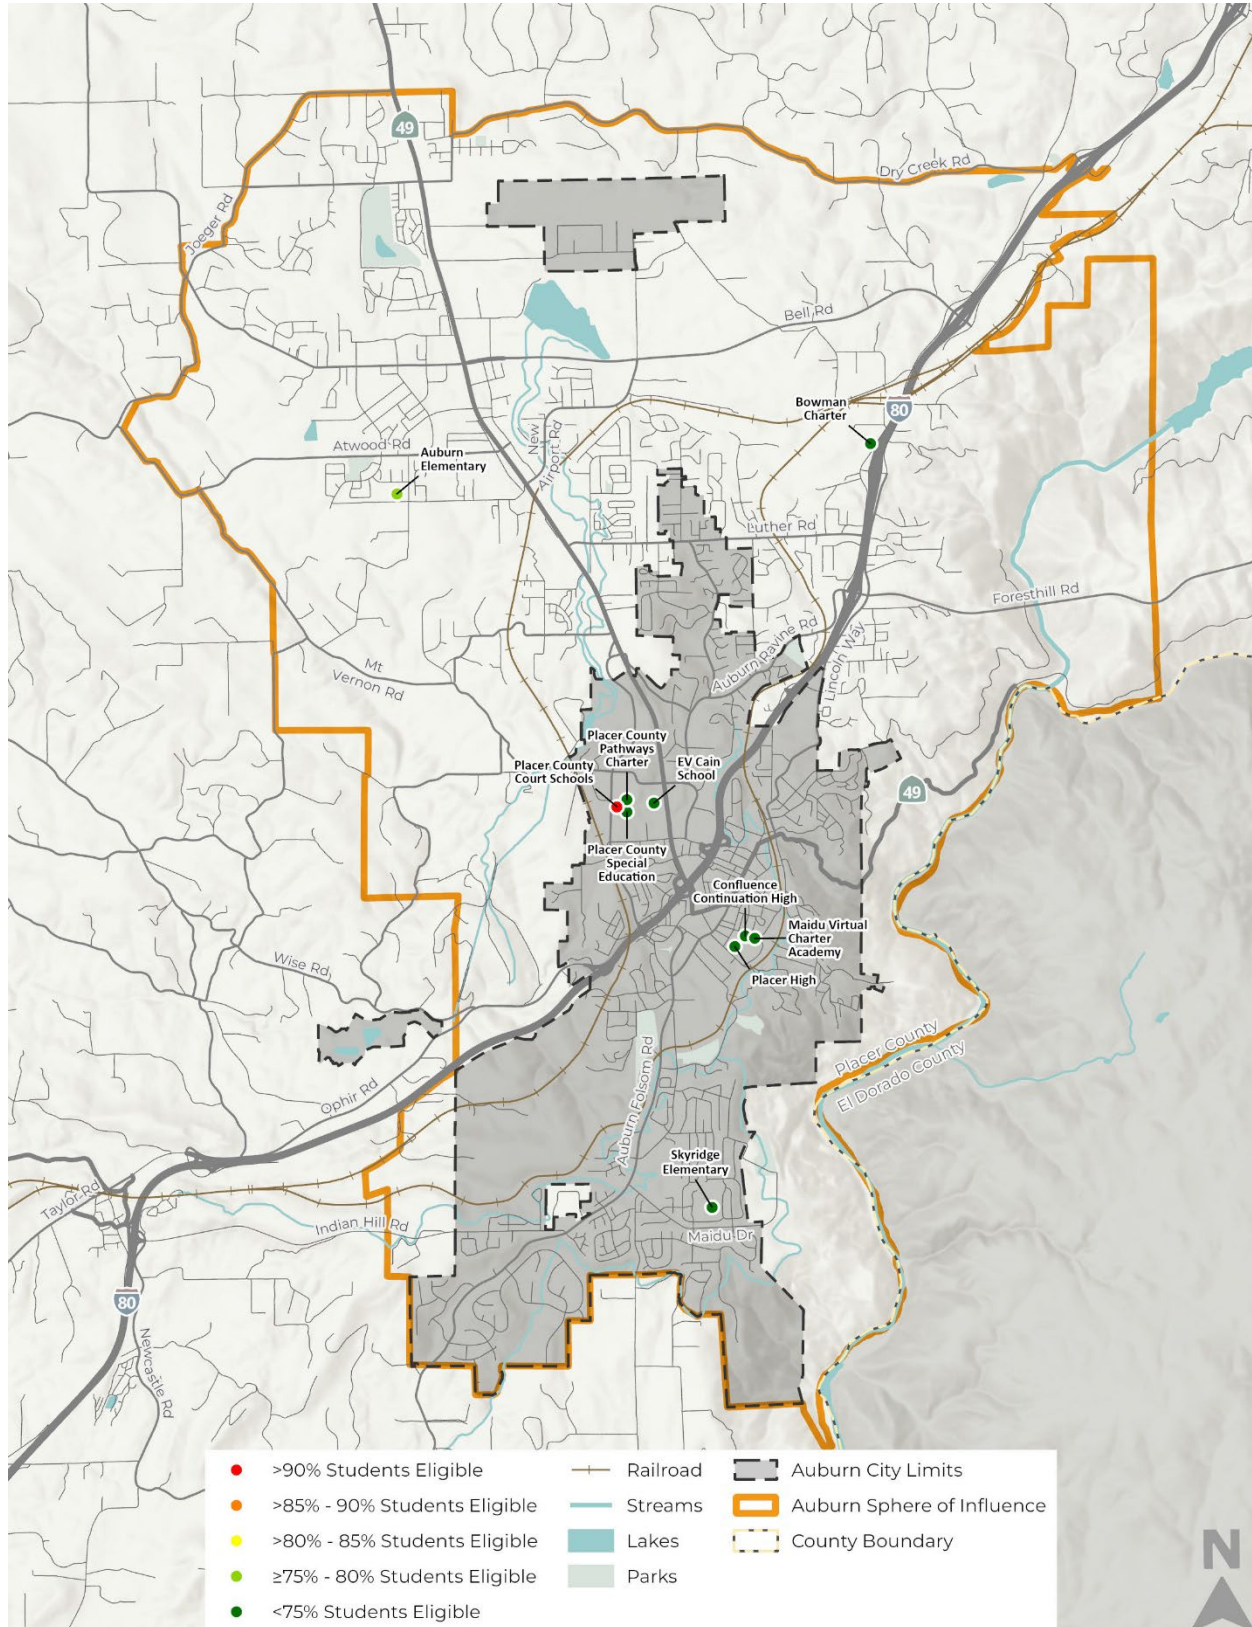 49
Dry Creek Rd
Joeger Rd
Bell Rd
Bowman
Charter
80
New
Airport Rd
Atwood Rd
Auburn
Elementary
Luther Rd
Foresthill Rd
Mt
Vernon Rd
Auburn Ravine Rd
Lincoln Way
Placer County
Pathways
Charter
Placer County
Court Schools
EV Cain
School
49
Placer County
Special
Education
Confluence
Continuation High
Maidu Virtual
Charter
Academy
Placer High
Wise Rd
Placer County
El Dorado County
Ophir Rd
Auburn Folsom Rd
Skyridge
Elementary
Taylor Rd
Indian Hill Rd
Maidu Dr
80
Newcastle Rd
>90% Students Eligible
>85% - 90% Students Eligible
>80% - 85% Students Eligible
≥75% - 80% Students Eligible
<75% Students Eligible
Railroad
Streams
Lakes
Parks
Auburn City Limits
Auburn Sphere of Influence
County Boundary
N